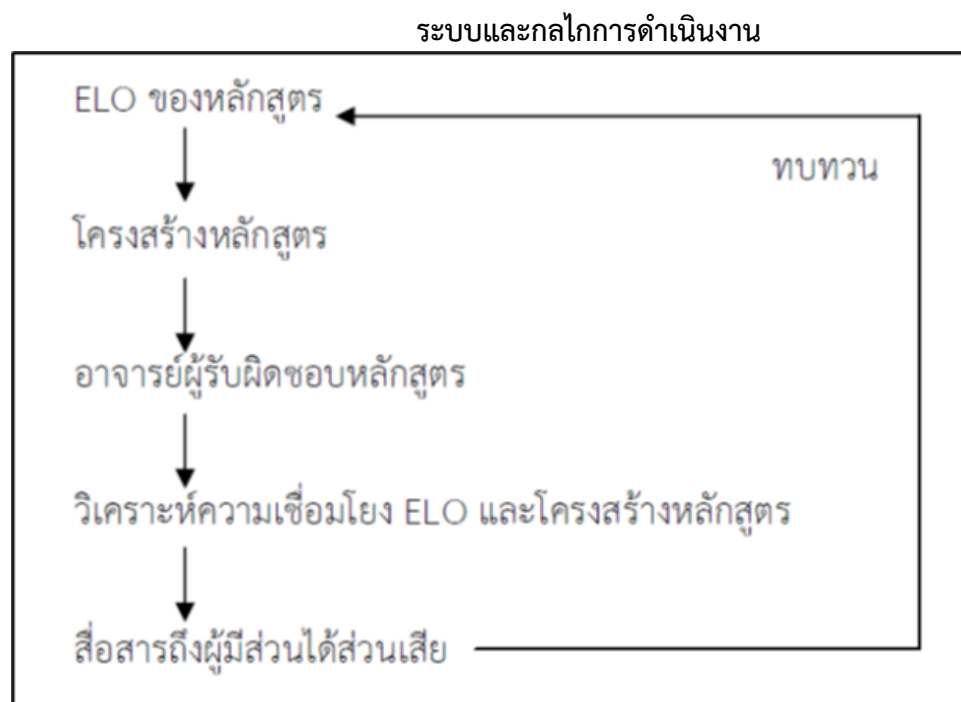 ระบบและกลไกการดำเนินงาน
ELO ของหลักสูตร
ทบทวน
โครงสร้างหลักสูตร
อาจารย์ผู้รับผิดชอบหลักสูตร
วิเคราะห์ความเชื่อมโยง ELO และโครงสร้างหลักสูตร
สื่อสารถึงผู้มีส่วนได้ส่วนเสีย